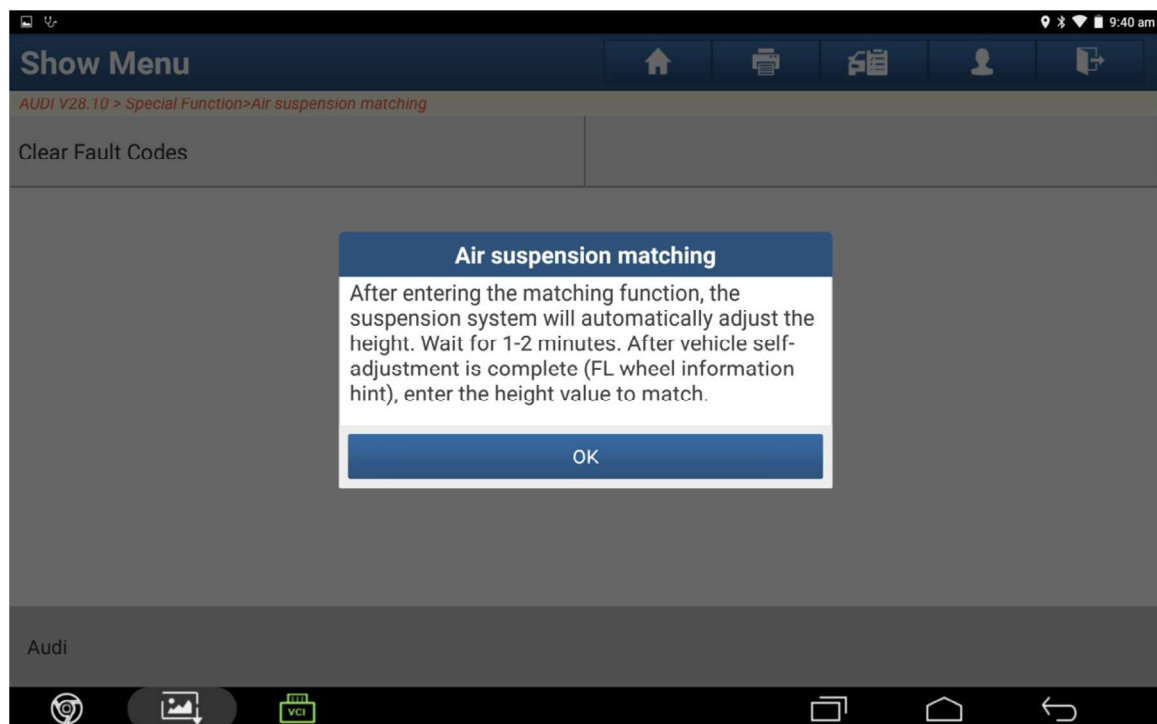 9:40 am
Show Menu
AUDI V28.10 > Special Function>Air suspension matching
Clear Fault Codes
Air suspension matching
After entering the matching function, the
suspension system will automatically adjust the
height. Wait for 1-2 minutes. After vehicle self-
adjustment is complete (FL wheel information
hint), enter the height value to match.
OK
Audi
VCI